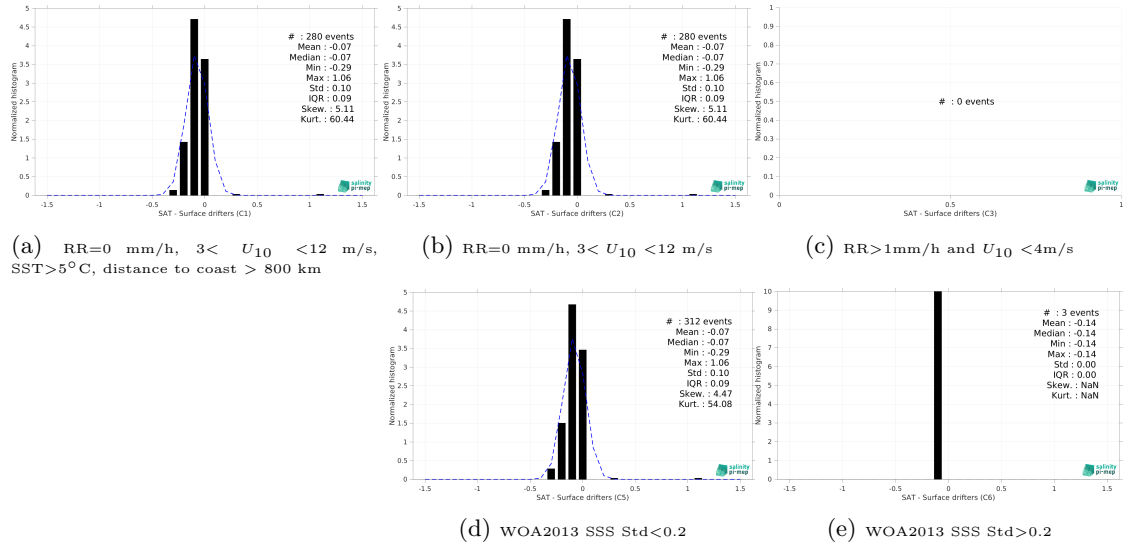 5
4.5
4
3.5
3
2.5
2
1.5
1
0.5
0
Normalized histogram
# : 280 events
Mean : -0.07
Median : -0.07
Min : -0.29
Max : 1.06
Std : 0.10
IQR : 0.09
Skew. : 5.11
Kurt. : 60.44
salinity
pi-mep
-1.5 -1 -0.5 0 0.5 1 1.5
SAT - Surface drifters (C1)
(a) RR=0 mm/h, 3< U10 <12 m/s,
SST>5°C, distance to coast > 800 km
5
4.5
4
3.5
3
2.5
2
1.5
1
0.5
0
Normalized histogram
# : 280 events
Mean : -0.07
Median : -0.07
Min : -0.29
Max : 1.06
Std : 0.10
IQR : 0.09
Skew. : 5.11
Kurt. : 60.44
salinity
pi-mep
-1.5 -1 -0.5 0 0.5 1 1.5
SAT - Surface drifters (C2)
(b) RR=0 mm/h, 3< U10 <12 m/s
1
0.9
0.8
0.7
0.6
0.5
0.4
0.3
0.2
0.1
0
Normalized histogram
# : 0 events
salinity
pi-mep
0 0.5 1
SAT - Surface drifters (C3)
(c) RR>1mm/h and U10 <4m/s
5
4.5
4
3.5
3
2.5
2
1.5
1
0.5
0
Normalized histogram
# : 312 events
Mean : -0.07
Median : -0.07
Min : -0.29
Max : 1.06
Std : 0.10
IQR : 0.09
Skew. : 4.47
Kurt. : 54.08
salinity
pi-mep
-1.5 -1 -0.5 0 0.5 1 1.5
SAT - Surface drifters (C5)
(d) WOA2013 SSS Std<0.2
10
9
8
7
6
5
4
3
2
1
0
Normalized histogram
# : 3 events
Mean : -0.14
Median : -0.14
Min : -0.14
Max : -0.14
Std : 0.00
IQR : 0.00
Skew. : NaN
Kurt. : NaN
salinity
pi-mep
-1.5 -1 -0.5 0 0.5 1 1.5
SAT - Surface drifters (C6)
(e) WOA2013 SSS Std>0.2